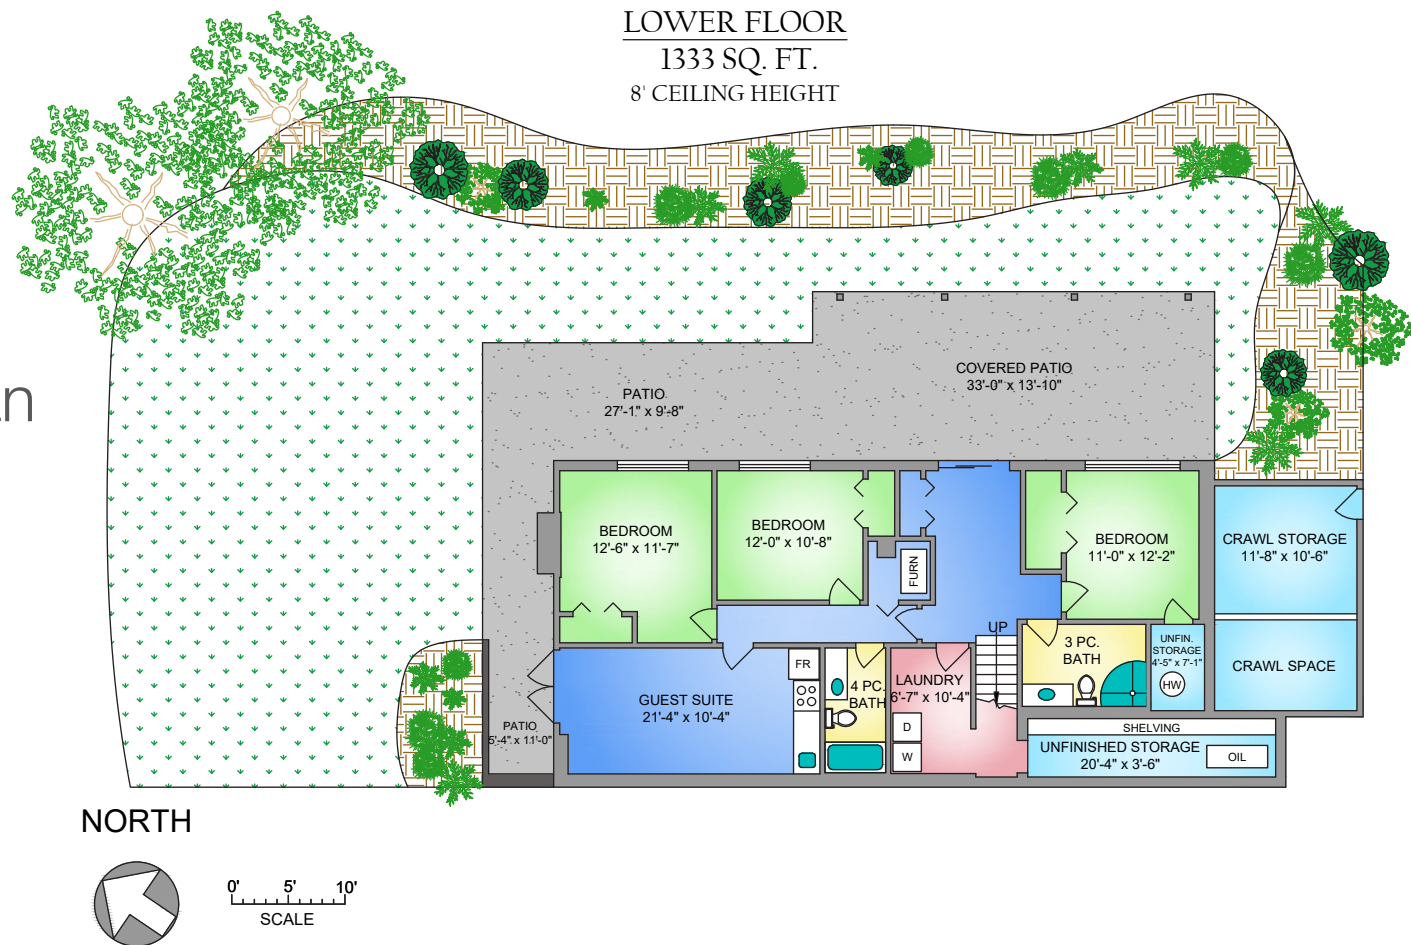 LOWER FLOOR
1333 SQ. FT.
8' CEILING HEIGHT
COVERED PATIO
33'-0" x 13'-10"
PATIO
27'-1" x 9'-8"
an
BEDROOM
12'-6" x 11'-7"
BEDROOM
12'-0" x 10'-8"
FURN
BEDROOM
11'-0" x 12'-2"
CRAWL STORAGE
11'-8" x 10'-6"
UP
3 PC.
BATH
UNFIN.
STORAGE
4'-5" x 7'-1"
HW
CRAWL SPACE
FR
GUEST SUITE
21'-4" x 10'-4"
4 PC.
BATH
LAUNDRY
6'-7" x 10'-4"
D
W
PATIO
5'-4" x 11'-0"
SHELVING
UNFINISHED STORAGE
20'-4" x 3'-6"
OIL
NORTH
0' 5' 10'
SCALE